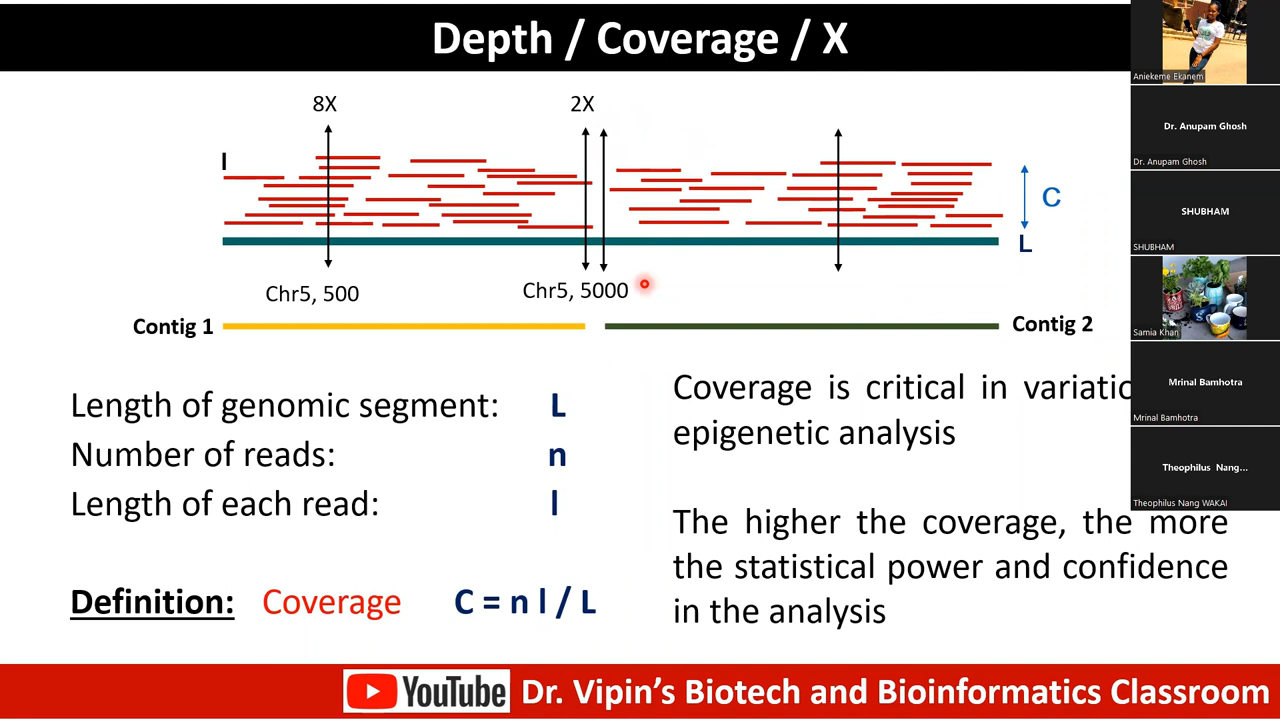 Depth / Coverage / X
8X
2X
l
C
L
Chr5, 500
Chr5, 5000
Contig 1
Contig 2
Length of genomic segment: L
Number of reads: n
Length of each read: l
Definition: Coverage C = n l / L
Coverage is critical in
epigenetic analysis
The higher the coverage, the more
the statistical power and confidence
in the analysis
YouTube Dr. Vipin's Biotech and Bioinformatics Classroom
Aniekeme Ekanem
Dr. Anupam Ghosh
Dr. Anupam Ghosh
SHUBHAM
SHUBHAM
Samia Khan
Mrinal Bamhotra
Mrinal Bamhotra
Theophilus Nang...
Theophilus Nang WAKAI